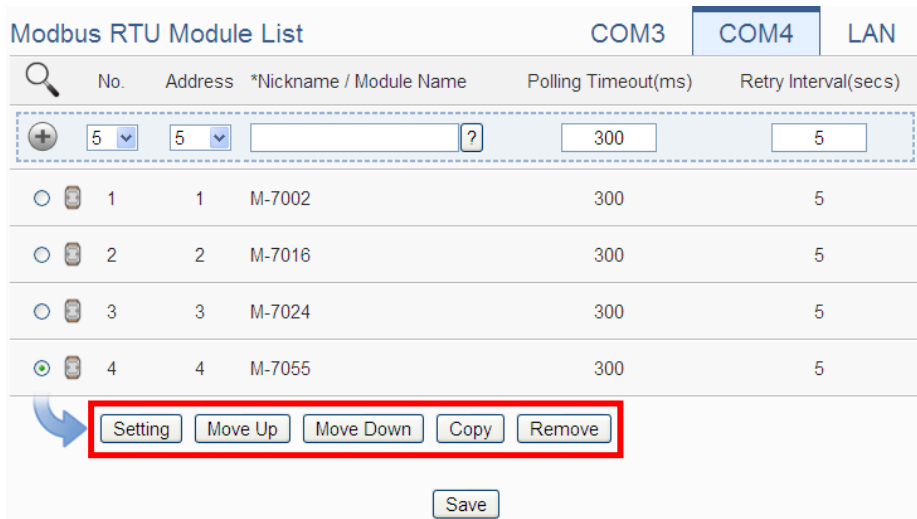 Modbus RTU Module List COM3 COM4 LAN
No. Address *Nickname / Module Name Polling Timeout(ms) Retry Interval(secs)
5 5 ? 300 5
1 1 M-7002 300 5
2 2 M-7016 300 5
3 3 M-7024 300 5
4 4 M-7055 300 5
Setting Move Up Move Down Copy Remove
Save